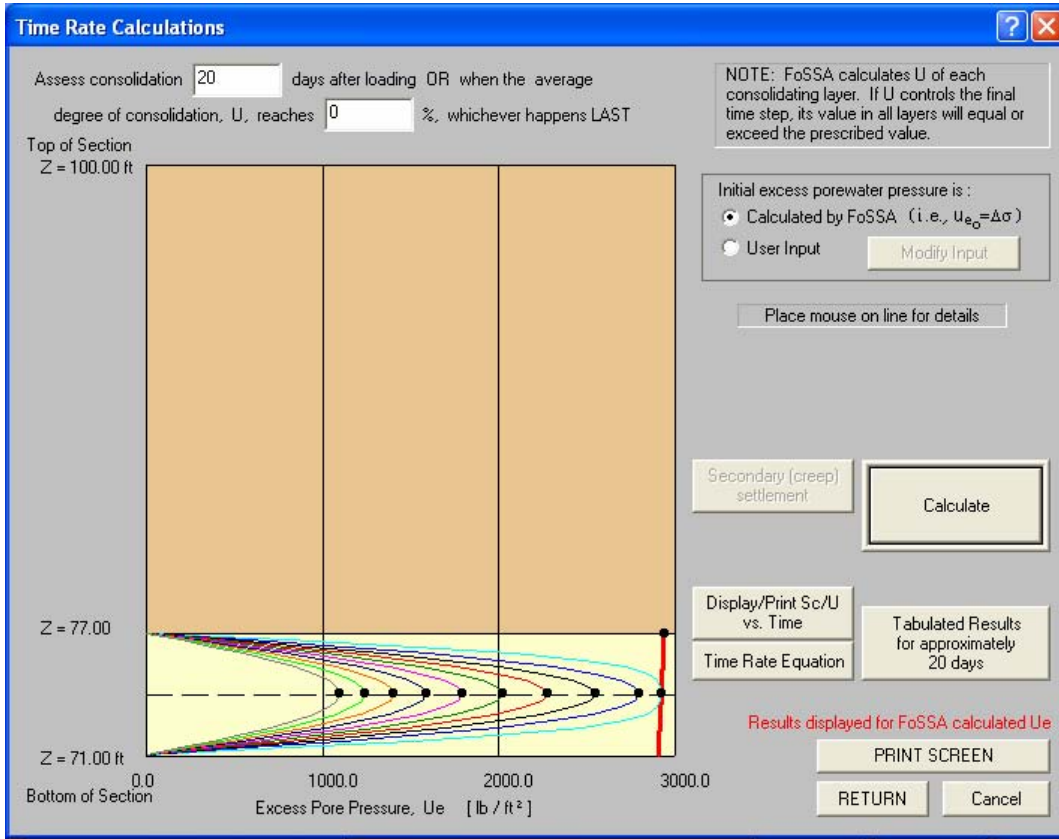 Time Rate Calculations
Assess consolidation 20 days after loading OR when the average
degree of consolidation, U, reaches 0 %, whichever happens LAST
NOTE: FoSSA calculates U of each
consolidating layer. If U controls the final
time step, its value in all layers will equal or
exceed the prescribed value.
Top of Section
Z = 100.00 ft
Initial excess porewater pressure is :
Calculated by FoSSA (i.e., ueo=Δσ)
User Input
Modify Input
Place mouse on line for details
Secondary (creep)
settlement
Calculate
Display/Print Sc/U
vs. Time
Time Rate Equation
Tabulated Results
for approximately
20 days
Z = 77.00
Z = 71.00 ft
Bottom of Section
0.0 1000.0 2000.0 3000.0
Excess Pore Pressure, Ue [ lb / ft² ]
Results displayed for FoSSA calculated Ue
PRINT SCREEN
RETURN
Cancel